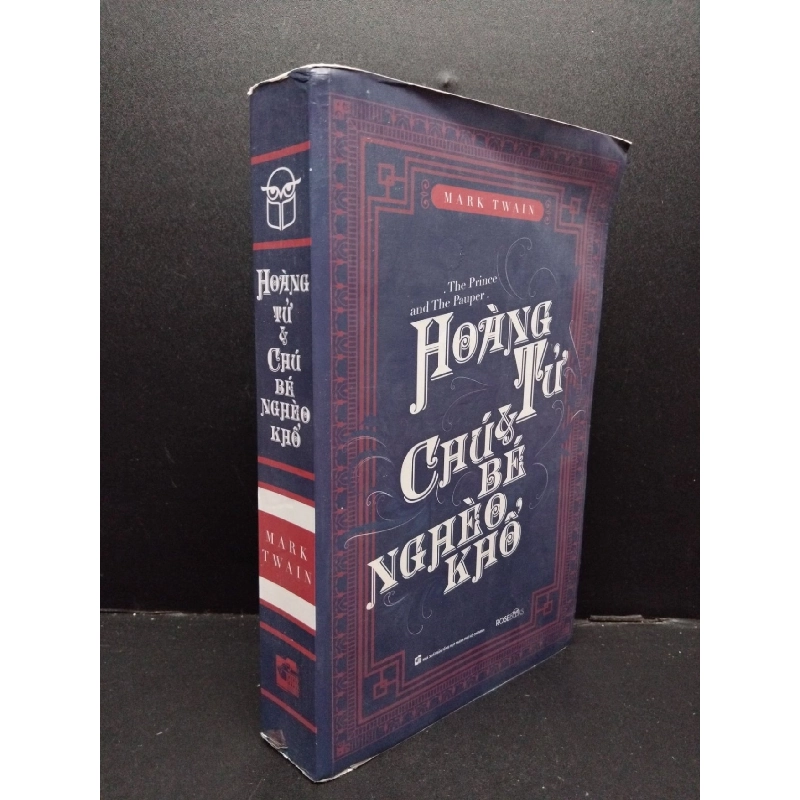 HOÀNG
TỬ
&
CHÚ
BÉ
NGHÈO
KHỔ
MARK
TWAIN
MARK TWAIN
. The Prince
and The Pauper .
HOÀNG
TỬ
& 
CHÚ
BÉ
NGHÈO
KHỔ
ROSEBOOKS